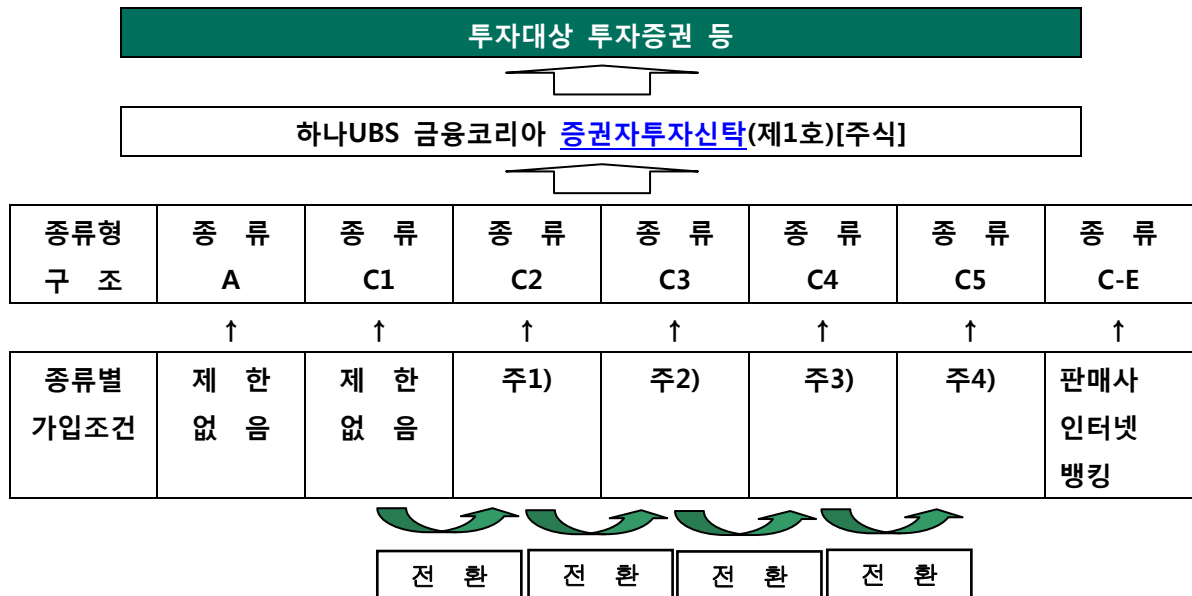 투자대상 투자증권 등
하나UBS 금융코리아 증권자투자신탁(제1호)[주식]
종류형 종 류 종 류 종 류 종 류 종 류 종 류 종 류
구 조 A C1 C2 C3 C4 C5 C-E
↑ ↑ ↑ ↑ ↑ ↑ ↑
종류별 제 한 제 한 주1) 주2) 주3) 주4) 판매사
가입조건 없 음 없 음 인터넷
뱅킹
전 환 전 환 전 환 전 환